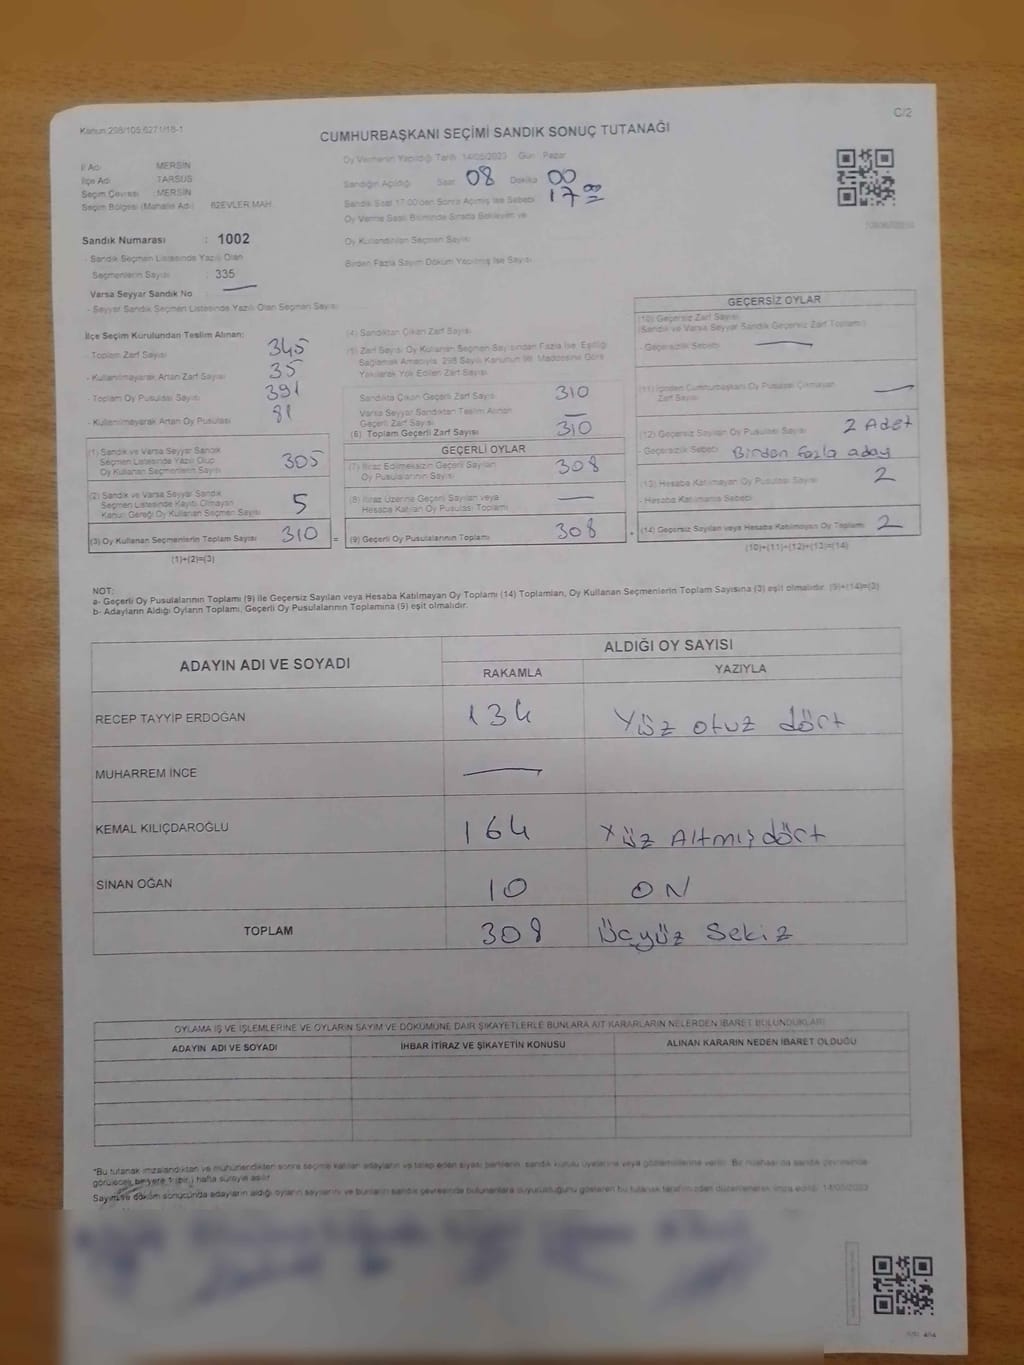 Kanun 298/105,6271/18-1
C/2
CUMHURBAŞKANI SEÇİMİ SANDIK SONUÇ TUTANAĞI
İl Adı MERSİN
İlçe Adı TARSUS
Seçim Çevresi : MERSİN
Seçim Bölgesi (Mahalle Adı) 82EVLER MAH.
Sandık Numarası : 1002
- Sandık Seçmen Listesinde Yazılı Olan
Seçmenlerin Sayısı : 335
Varsa Seyyar Sandık No —
- Seyyar Sandık Seçmen Listesinde Yazılı Olan Seçmen Sayısı
Oy Vermenin Yapıldığı Tarih 14/05/2023 Gün : Pazar
Sandığın Açıldığı Saat 08 Dakika 00
Sandık Saat 17.00'den Sonra Açılmış İse Sebebi 17 00
Oy Verme Saati Bitiminde Sırada Bekleyen ve
Oy Kullandırılan Seçmen Sayısı
Birden Fazla Sayım Döküm Yapılmış İse Sayısı
İlçe Seçim Kurulundan Teslim Alınan:
- Toplam Zarf Sayısı 345
- Kullanılmayarak Artan Zarf Sayısı 35
- Toplam Oy Pusulası Sayısı 391
- Kullanılmayarak Artan Oy Pusulası 81
(1) Sandık ve Varsa Seyyar Sandık
Seçmen Listesinde Yazılı Olup
Oy Kullanan Seçmenlerin Sayısı 305
(2) Sandık ve Varsa Seyyar Sandık
Seçmen Listesinde Kayıtlı Olmayan
Kanun Gereği Oy Kullanan Seçmen Sayısı 5
(3) Oy Kullanan Seçmenlerin Toplam Sayısı 310
(1)+(2)=(3)
(4) Sandıktan Çıkan Zarf Sayısı
(5) Zarf Sayısı Oy Kullanan Seçmen Sayısından Fazla İse, Eşitliği
Sağlamak Amacıyla, 298 Sayılı Kanunun 98. Maddesine Göre
Yakılarak Yok Edilen Zarf Sayısı
Sandıkta Çıkan Geçerli Zarf Sayısı 310
Varsa Seyyar Sandıktan Teslim Alınan
Geçerli Zarf Sayısı —
(6) Toplam Geçerli Zarf Sayısı 310
GEÇERLİ OYLAR
(7) İtiraz Edilmeksizin Geçerli Sayılan
Oy Pusulalarının Sayısı 308
(8) İtiraz Üzerine Geçerli Sayılan veya
Hesaba Katılan Oy Pusulası Toplamı —
(9) Geçerli Oy Pusulalarının Toplamı 308
GEÇERSİZ OYLAR
(10) Geçersiz Zarf Sayısı
(Sandık ve Varsa Seyyar Sandık Geçersiz Zarf Toplamı)
- Geçersizlik Sebebi —
(11) İçinden Cumhurbaşkanı Oy Pusulası Çıkmayan
Zarf Sayısı —
(12) Geçersiz Sayılan Oy Pusulası Sayısı 2 Adet
- Geçersizlik Sebebi Birden fazla aday
(13) Hesaba Katılmayan Oy Pusulası Sayısı 2
- Hesaba Katılmama Sebebi
(14) Geçersiz Sayılan veya Hesaba Katılmayan Oy Toplamı 2
(10)+(11)+(12)+(13)=(14)
NOT:
a- Geçerli Oy Pusulalarının Toplamı (9) ile Geçersiz Sayılan veya Hesaba Katılmayan Oy Toplamı (14) Toplamları, Oy Kullanan Seçmenlerin Toplam Sayısına (3) eşit olmalıdır. (9)+(14)=(3)
b- Adayların Aldığı Oyların Toplamı, Geçerli Oy Pusulalarının Toplamına (9) eşit olmalıdır.
ADAYIN ADI VE SOYADI ALDIĞI OY SAYISI
RAKAMLA YAZIYLA
RECEP TAYYİP ERDOĞAN 134 Yüz otuz dört
MUHARREM İNCE —
KEMAL KILIÇDAROĞLU 164 Yüz Altmış dört
SİNAN OĞAN 10 ON
TOPLAM 308 Üçyüz Sekiz
OYLAMA İŞ VE İŞLEMLERİNE VE OYLARIN SAYIM VE DÖKÜMÜNE DAİR ŞİKAYETLERLE BUNLARA AİT KARARLARIN NELERDEN İBARET BULUNDUKLARI
ADAYIN ADI VE SOYADI İHBAR İTİRAZ VE ŞİKAYETİN KONUSU ALINAN KARARIN NEDEN İBARET OLDUĞU
*Bu tutanak imzalandıktan ve mühürlendikten sonra seçime katılan adayların ve talep eden siyasi partilerin, sandık kurulu üyelerine veya gözlemcilerine verilir. Bir nüshası da sandık çevresinde
görülecek bir yere 1 (bir) hafta süreyle asılır.
Sayım ve döküm sonucunda adayların aldığı oyların sayılarını ve bunların sandık çevresinde bulunanlara duyurulduğunu gösteren bu tutanak tarafımızdan düzenlenerek imza edildi. 14/05/2023